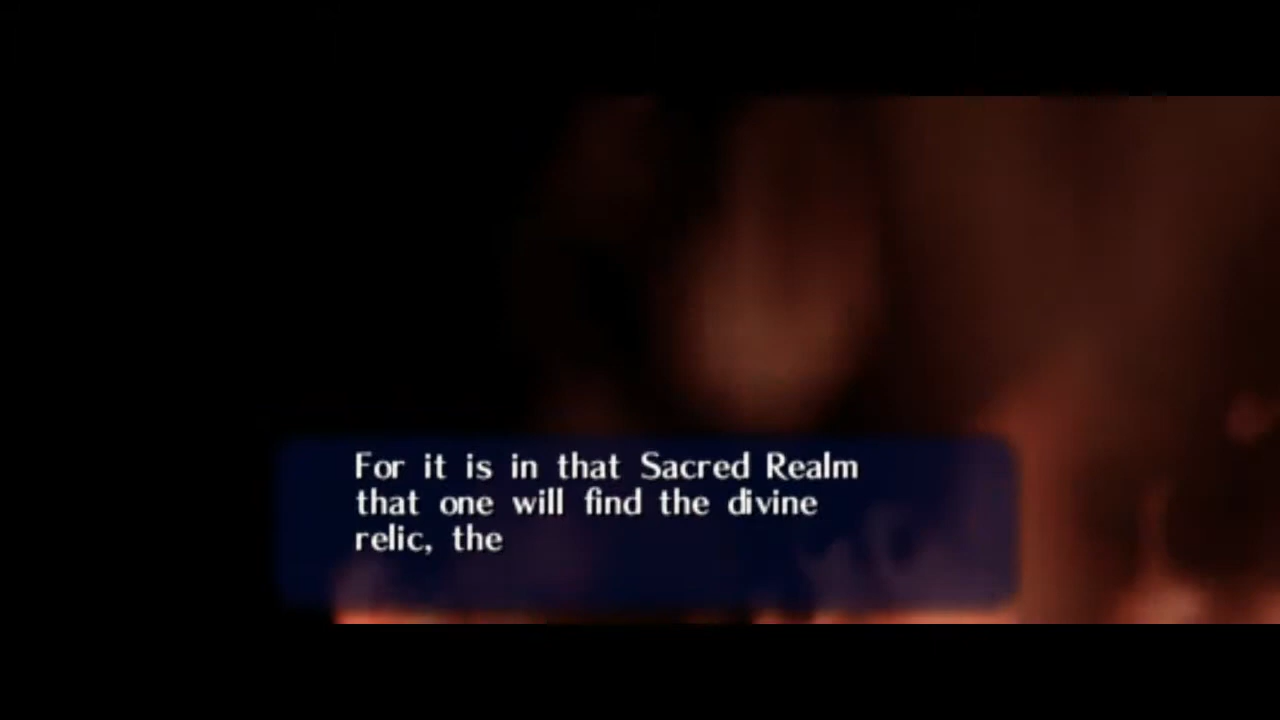 For it is in that Sacred Realm
that one will find the divine
relic, the